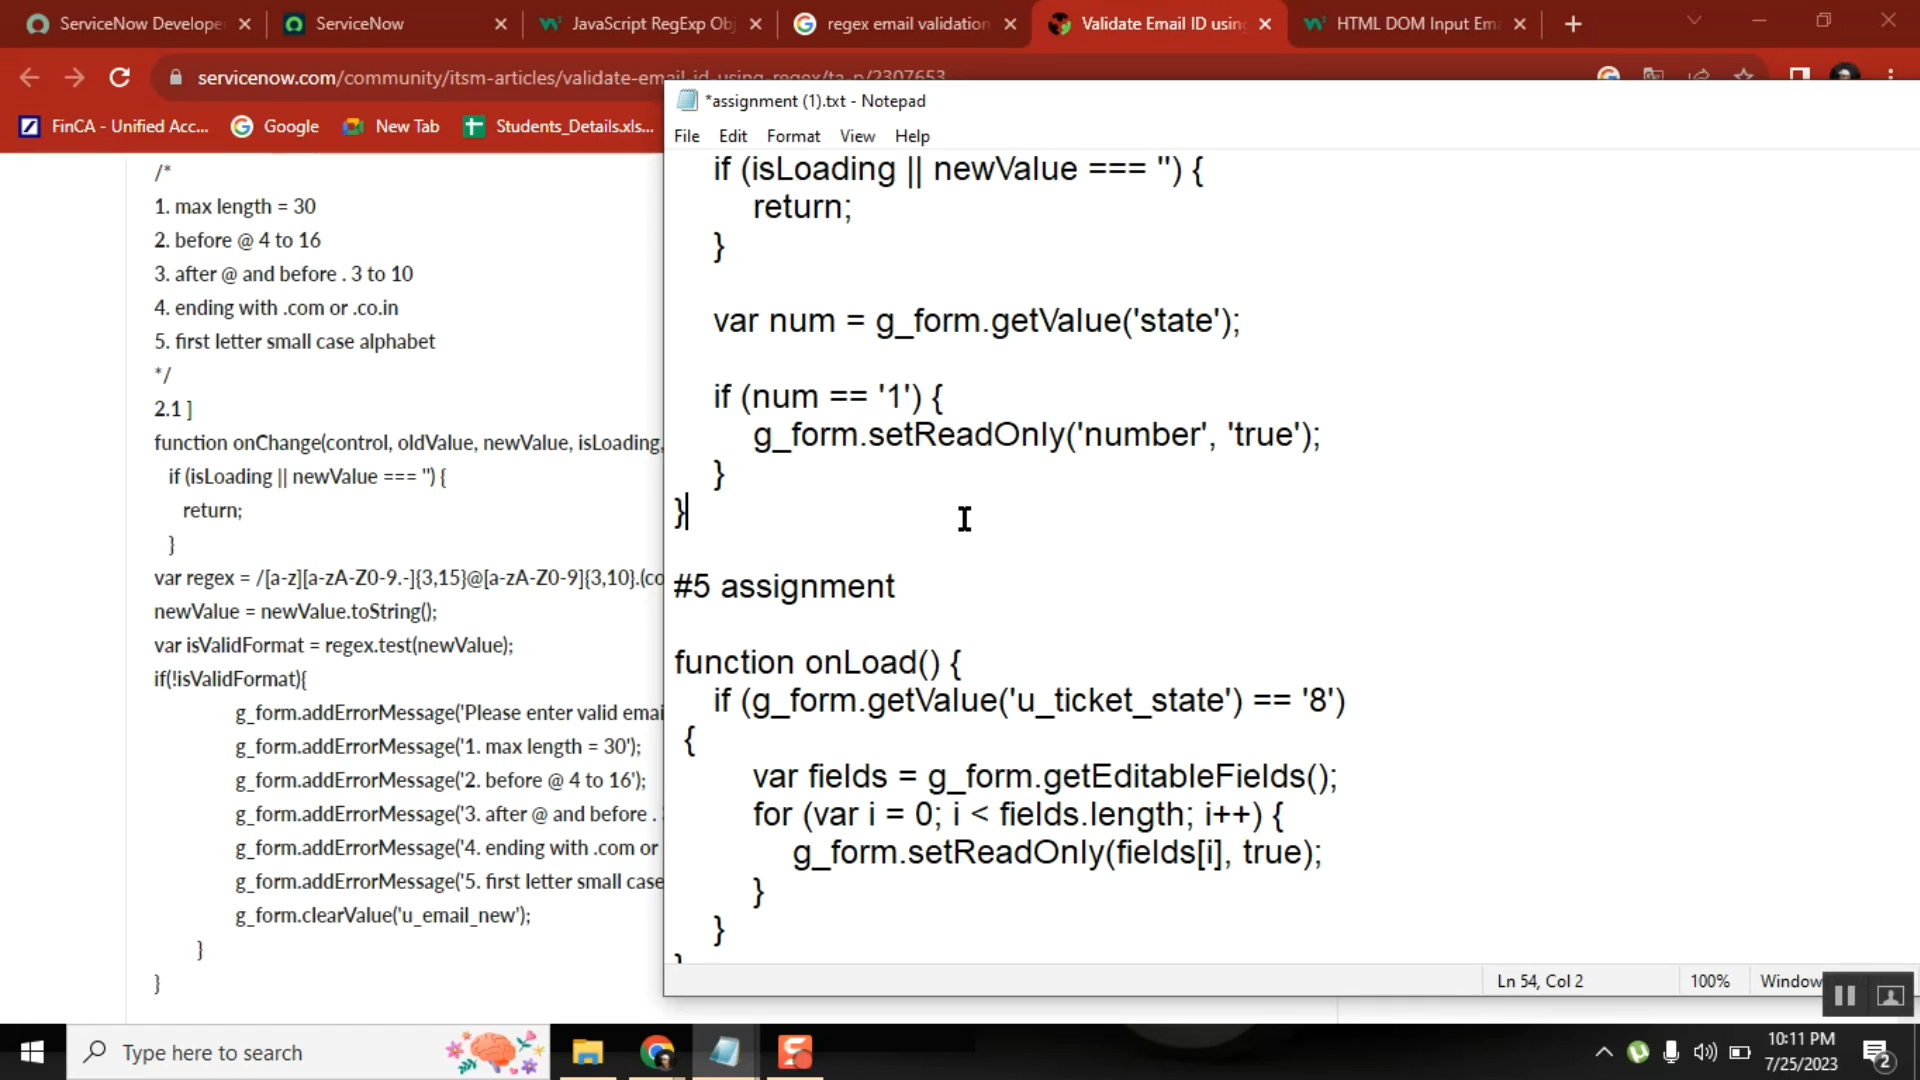 ServiceNow Develope
ServiceNow
JavaScript RegExp Obj
regex email validation
Validate Email ID usin
HTML DOM Input Em
servicenow.com/community/itsm-articles/validate-email-id-using-regex/ta-p/2307653
FinCA - Unified Acc...
Google
New Tab
Students_Details.xls...
/*
1. max length = 30
2. before @ 4 to 16
3. after @ and before . 3 to 10
4. ending with .com or .co.in
5. first letter small case alphabet
*/
2.1 ]
function onChange(control, oldValue, newValue, isLoading,
if (isLoading || newValue === '') {
return;
}
var regex = /[a-z][a-zA-Z0-9.-]{3,15}@[a-zA-Z0-9]{3,10}.(co
newValue = newValue.toString();
var isValidFormat = regex.test(newValue);
if(!isValidFormat){
g_form.addErrorMessage('Please enter valid emai
g_form.addErrorMessage('1. max length = 30');
g_form.addErrorMessage('2. before @ 4 to 16');
g_form.addErrorMessage('3. after @ and before .
g_form.addErrorMessage('4. ending with .com or
g_form.addErrorMessage('5. first letter small case
g_form.clearValue('u_email_new');
}
}
*assignment (1).txt - Notepad
File Edit Format View Help
if (isLoading || newValue === '') {
return;
}
var num = g_form.getValue('state');
if (num == '1') {
g_form.setReadOnly('number', 'true');
}
}
#5 assignment
function onLoad() {
if (g_form.getValue('u_ticket_state') == '8')
{
var fields = g_form.getEditableFields();
for (var i = 0; i < fields.length; i++) {
g_form.setReadOnly(fields[i], true);
}
}
}
Ln 54, Col 2
100%
Window
Type here to search
10:11 PM
7/25/2023
2